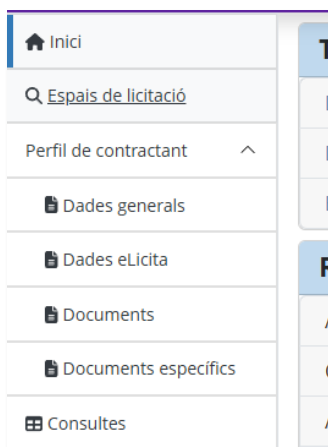 Inici
Espais de licitació
Perfil de contractant
Dades generals
Dades eLicita
Documents
Documents específics
Consultes